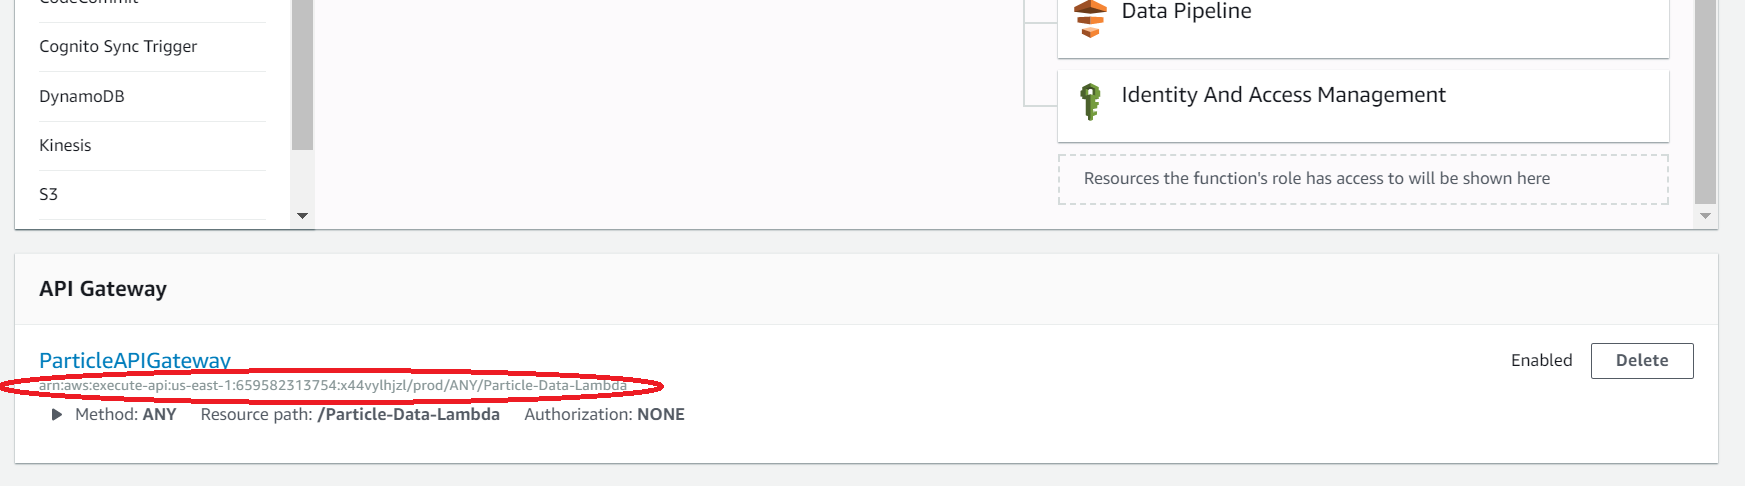 CodeCommit
Cognito Sync Trigger
DynamoDB
Kinesis
S3
Data Pipeline
Identity And Access Management
Resources the function's role has access to will be shown here
API Gateway
ParticleAPIGateway
Enabled
Delete
arn:aws:execute-api:us-east-1:659582313754:x44vylhjzl/prod/ANY/Particle-Data-Lambda
Method: ANY Resource path: /Particle-Data-Lambda Authorization: NONE